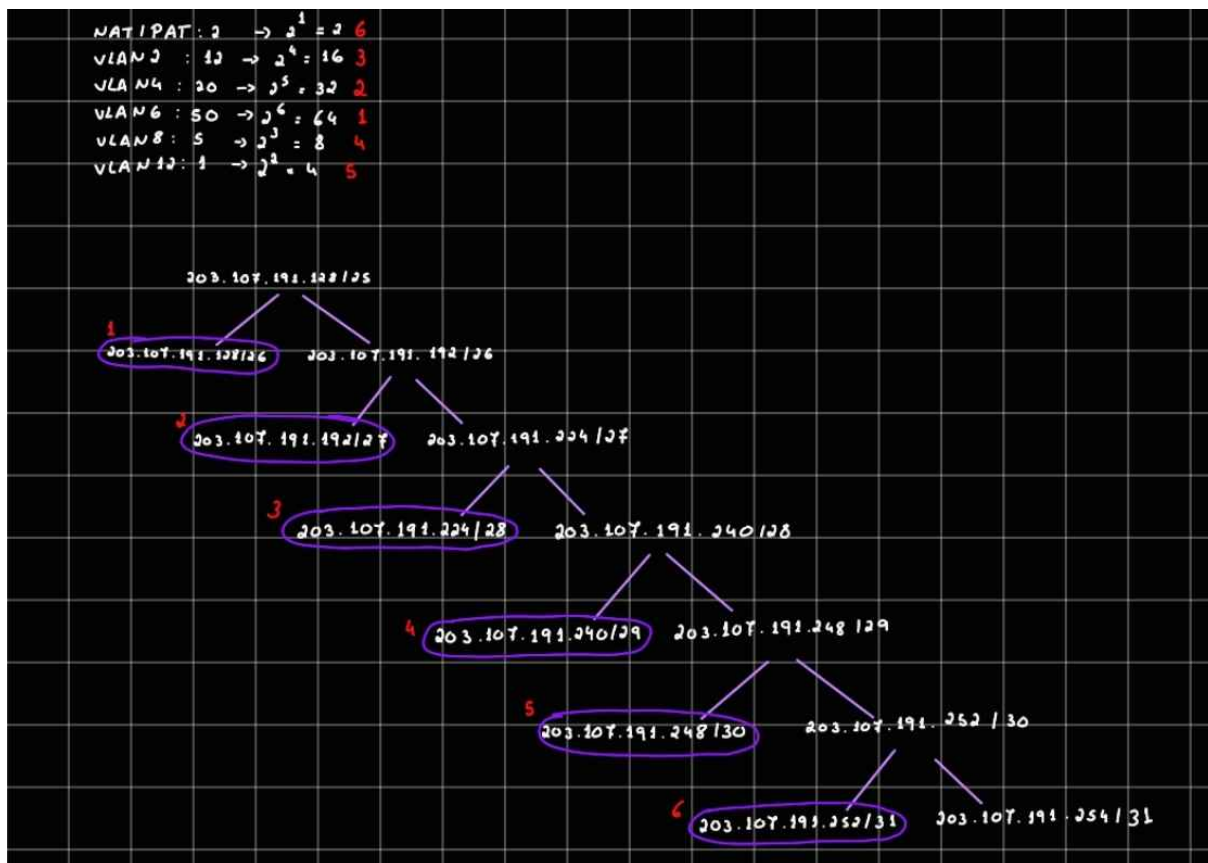 NAT/PAT: 2 → 2^1 = 2 6
VLAN2 : 12 → 2^4 = 16 3
VLAN4: 20 → 2^5 = 32 2
VLAN6 : 50 → 2^6 = 64 1
VLAN8: 5 → 2^3 = 8 4
VLAN12: 1 → 2^2 = 4 5
203.107.191.128/25
1
203.107.191.128/26 203.107.191.192/26
2
203.107.191.192/27 203.107.191.224/27
3
203.107.191.224/28 203.107.191.240/28
4 203.107.191.240/29 203.107.191.248/29
5
203.107.191.248/30 203.107.191.252/30
6
203.107.191.252/31 203.107.191.254/31